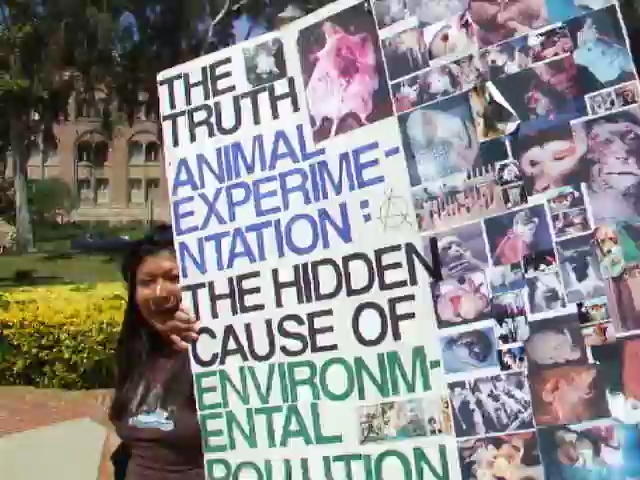 THE
TRUTH
ANIMAL
EXPERIME-
NTATION:
THE HIDDEN
CAUSE OF
ENVIRONM-
ENTAL
POLLUTION